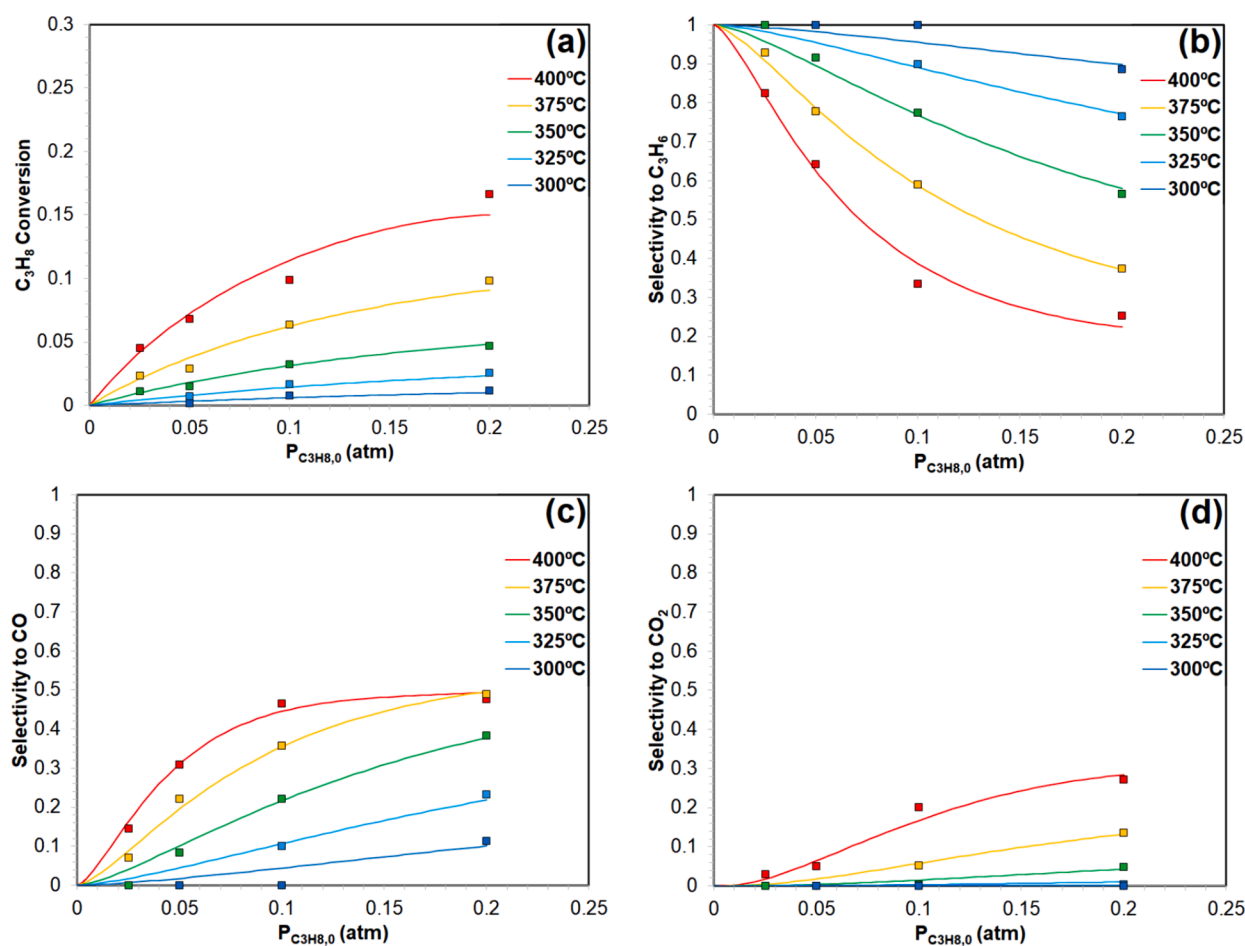 (a)
0.3
0.25
0.2
0.15
0.1
0.05
0
C3H8 Conversion
400ºC
375ºC
350ºC
325ºC
300ºC
0 0.05 0.1 0.15 0.2 0.25
PC3H8,0 (atm)
(b)
1
0.9
0.8
0.7
0.6
0.5
0.4
0.3
0.2
0.1
0
Selectivity to C3H6
400ºC
375ºC
350ºC
325ºC
300ºC
0 0.05 0.1 0.15 0.2 0.25
PC3H8,0 (atm)
(c)
1
0.9
0.8
0.7
0.6
0.5
0.4
0.3
0.2
0.1
0
Selectivity to CO
400ºC
375ºC
350ºC
325ºC
300ºC
0 0.05 0.1 0.15 0.2 0.25
PC3H8,0 (atm)
(d)
1
0.9
0.8
0.7
0.6
0.5
0.4
0.3
0.2
0.1
0
Selectivity to CO2
400ºC
375ºC
350ºC
325ºC
300ºC
0 0.05 0.1 0.15 0.2 0.25
PC3H8,0 (atm)